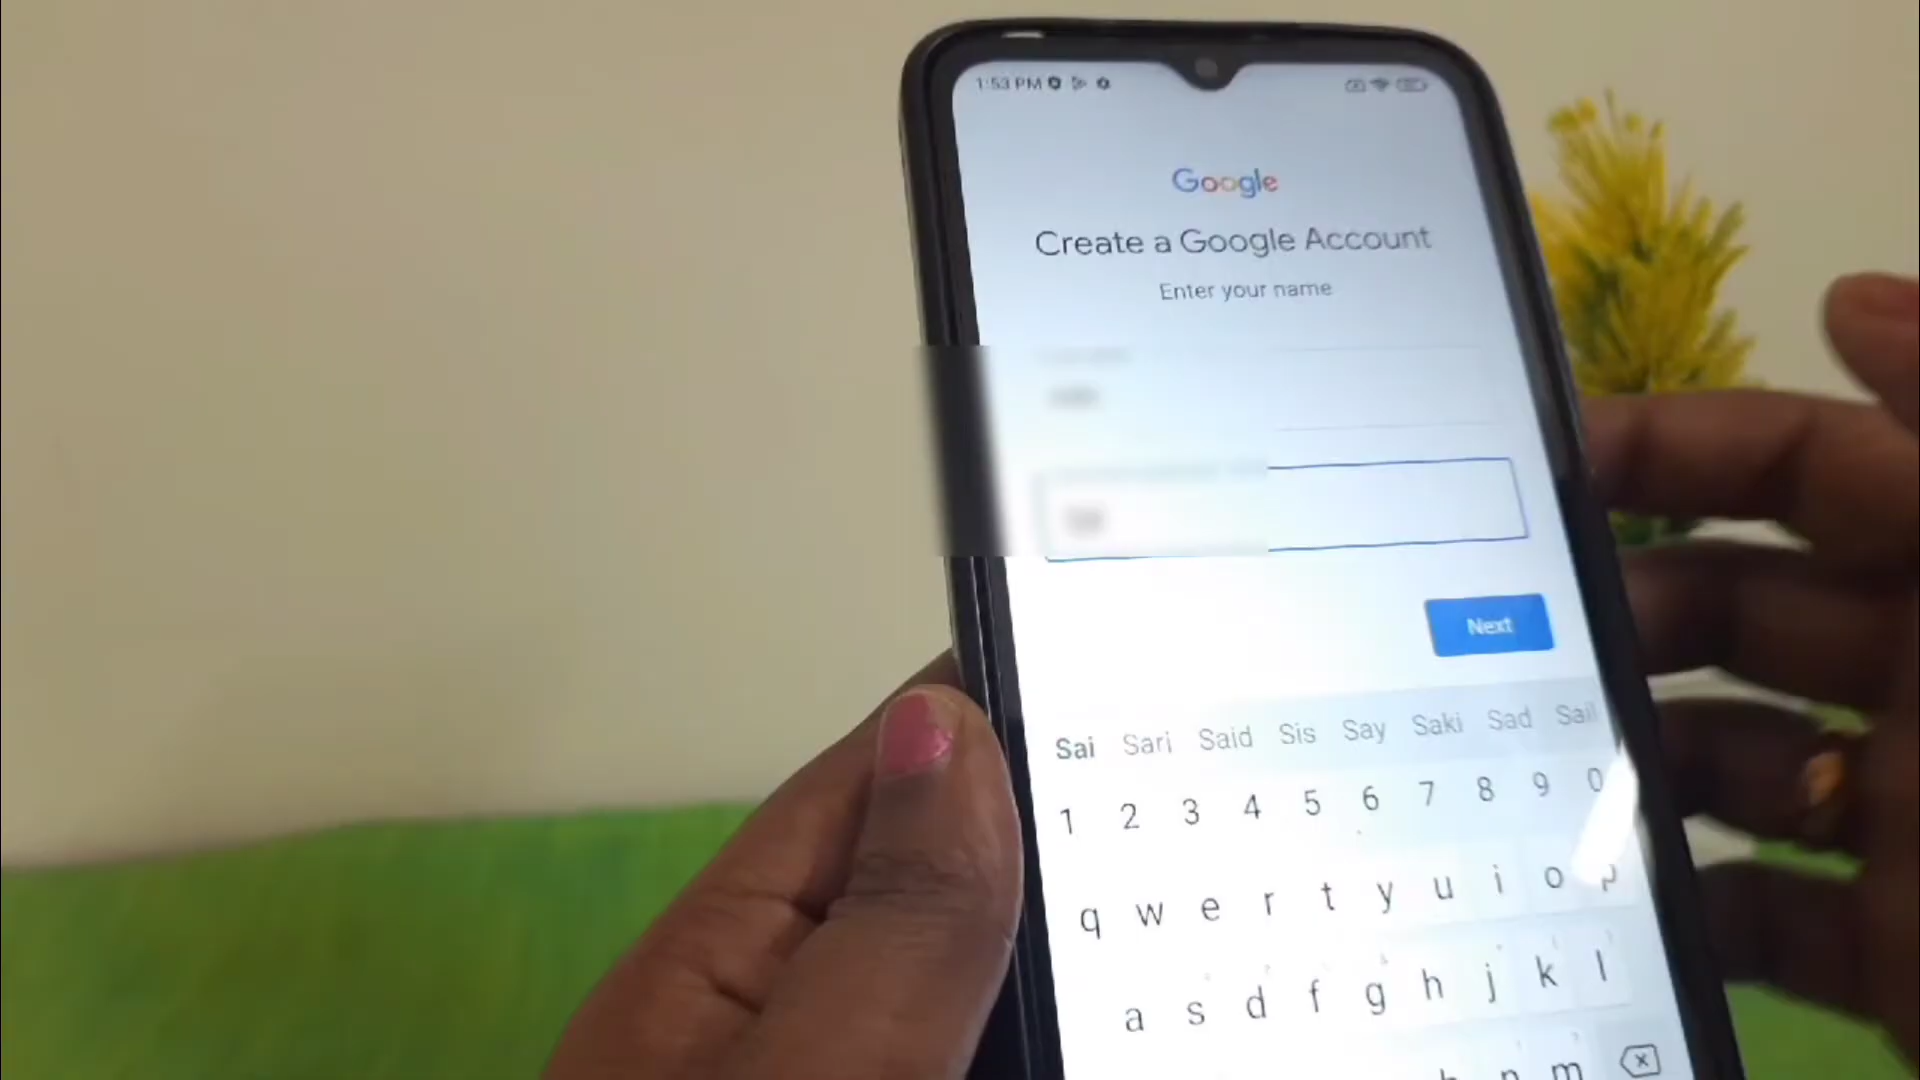 1:53 PM
Google
Create a Google Account
Enter your name
Next
Sai Sari Said Sis Say Saki Sad Sail
1 2 3 4 5 6 7 8 9 0
q w e r t y u i o p
a s d f g h j k l
b n m